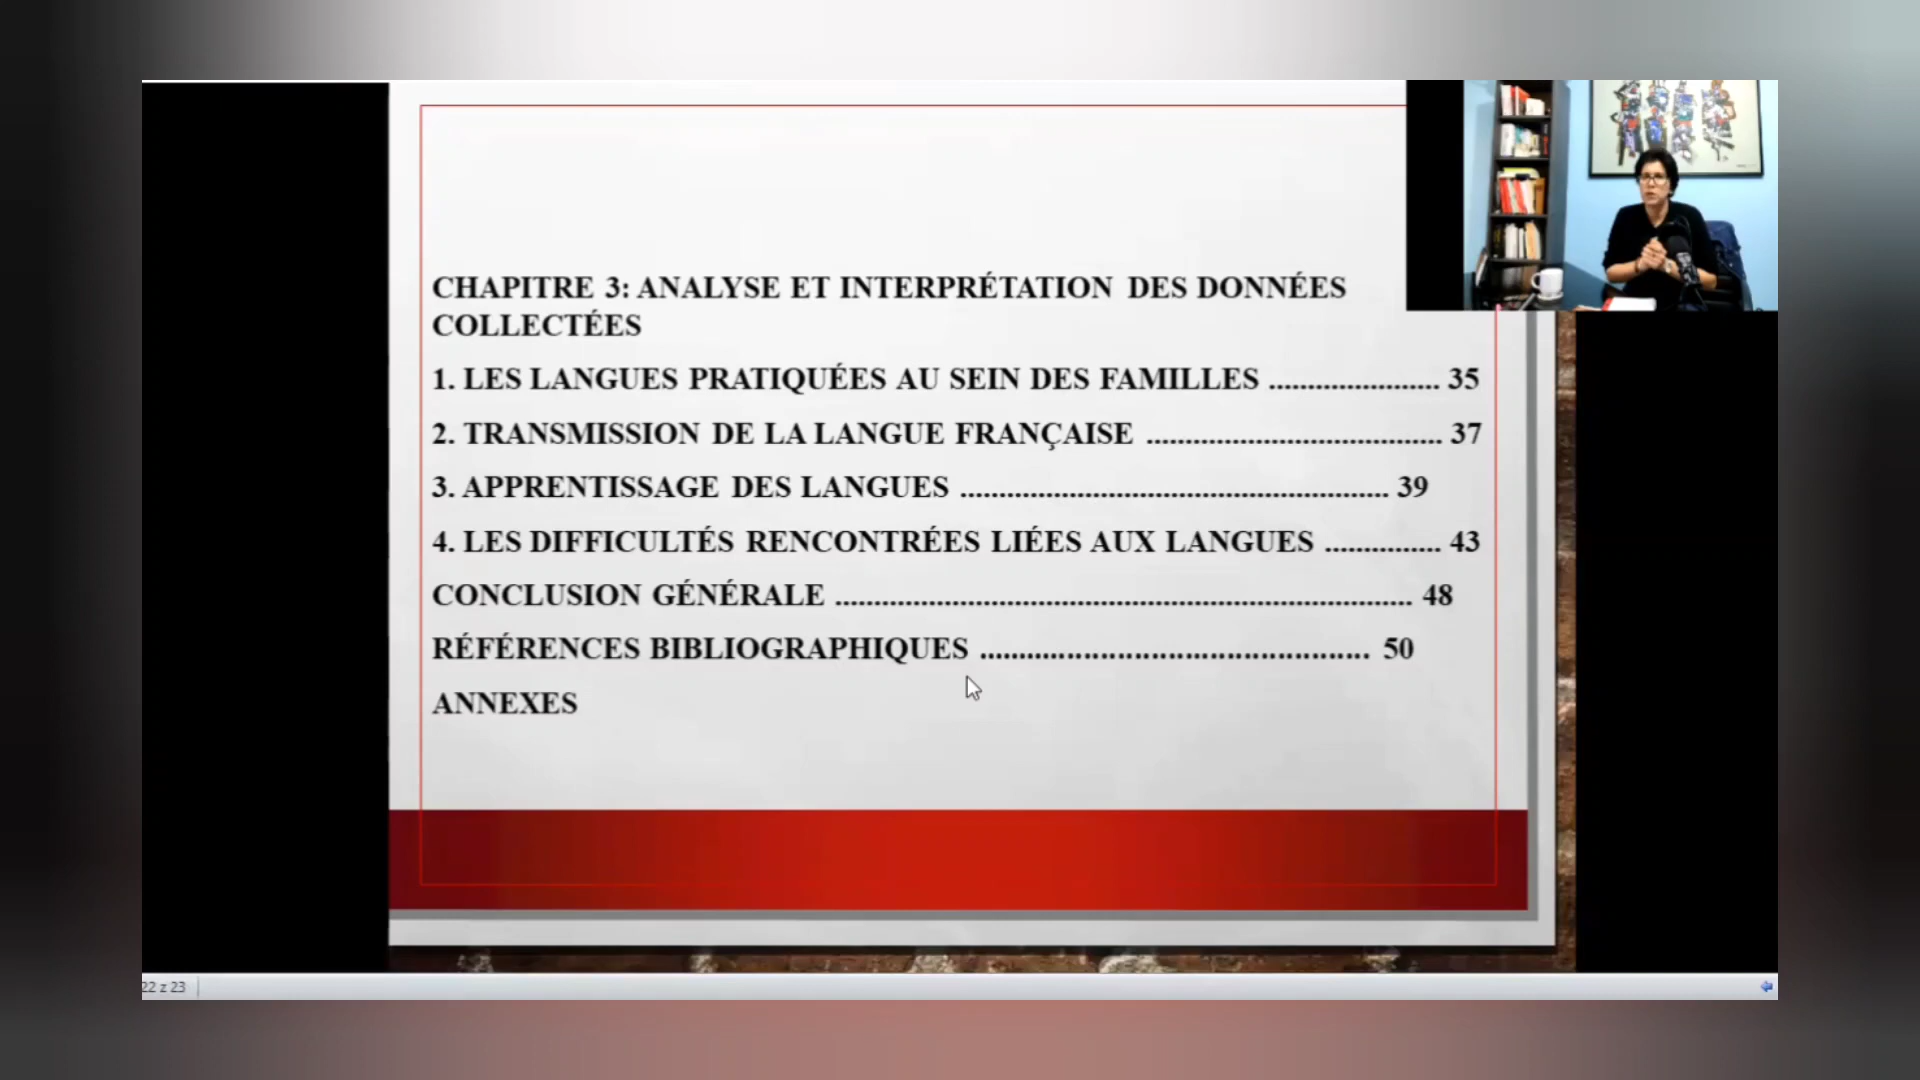 CHAPITRE 3: ANALYSE ET INTERPRÉTATION DES DONNÉES
COLLECTÉES
1. LES LANGUES PRATIQUÉES AU SEIN DES FAMILLES ...................... 35
2. TRANSMISSION DE LA LANGUE FRANÇAISE ...................................... 37
3. APPRENTISSAGE DES LANGUES ....................................................... 39
4. LES DIFFICULTÉS RENCONTRÉES LIÉES AUX LANGUES ............... 43
CONCLUSION GÉNÉRALE .......................................................................... 48
RÉFÉRENCES BIBLIOGRAPHIQUES .................................................. 50
ANNEXES
22 z 23